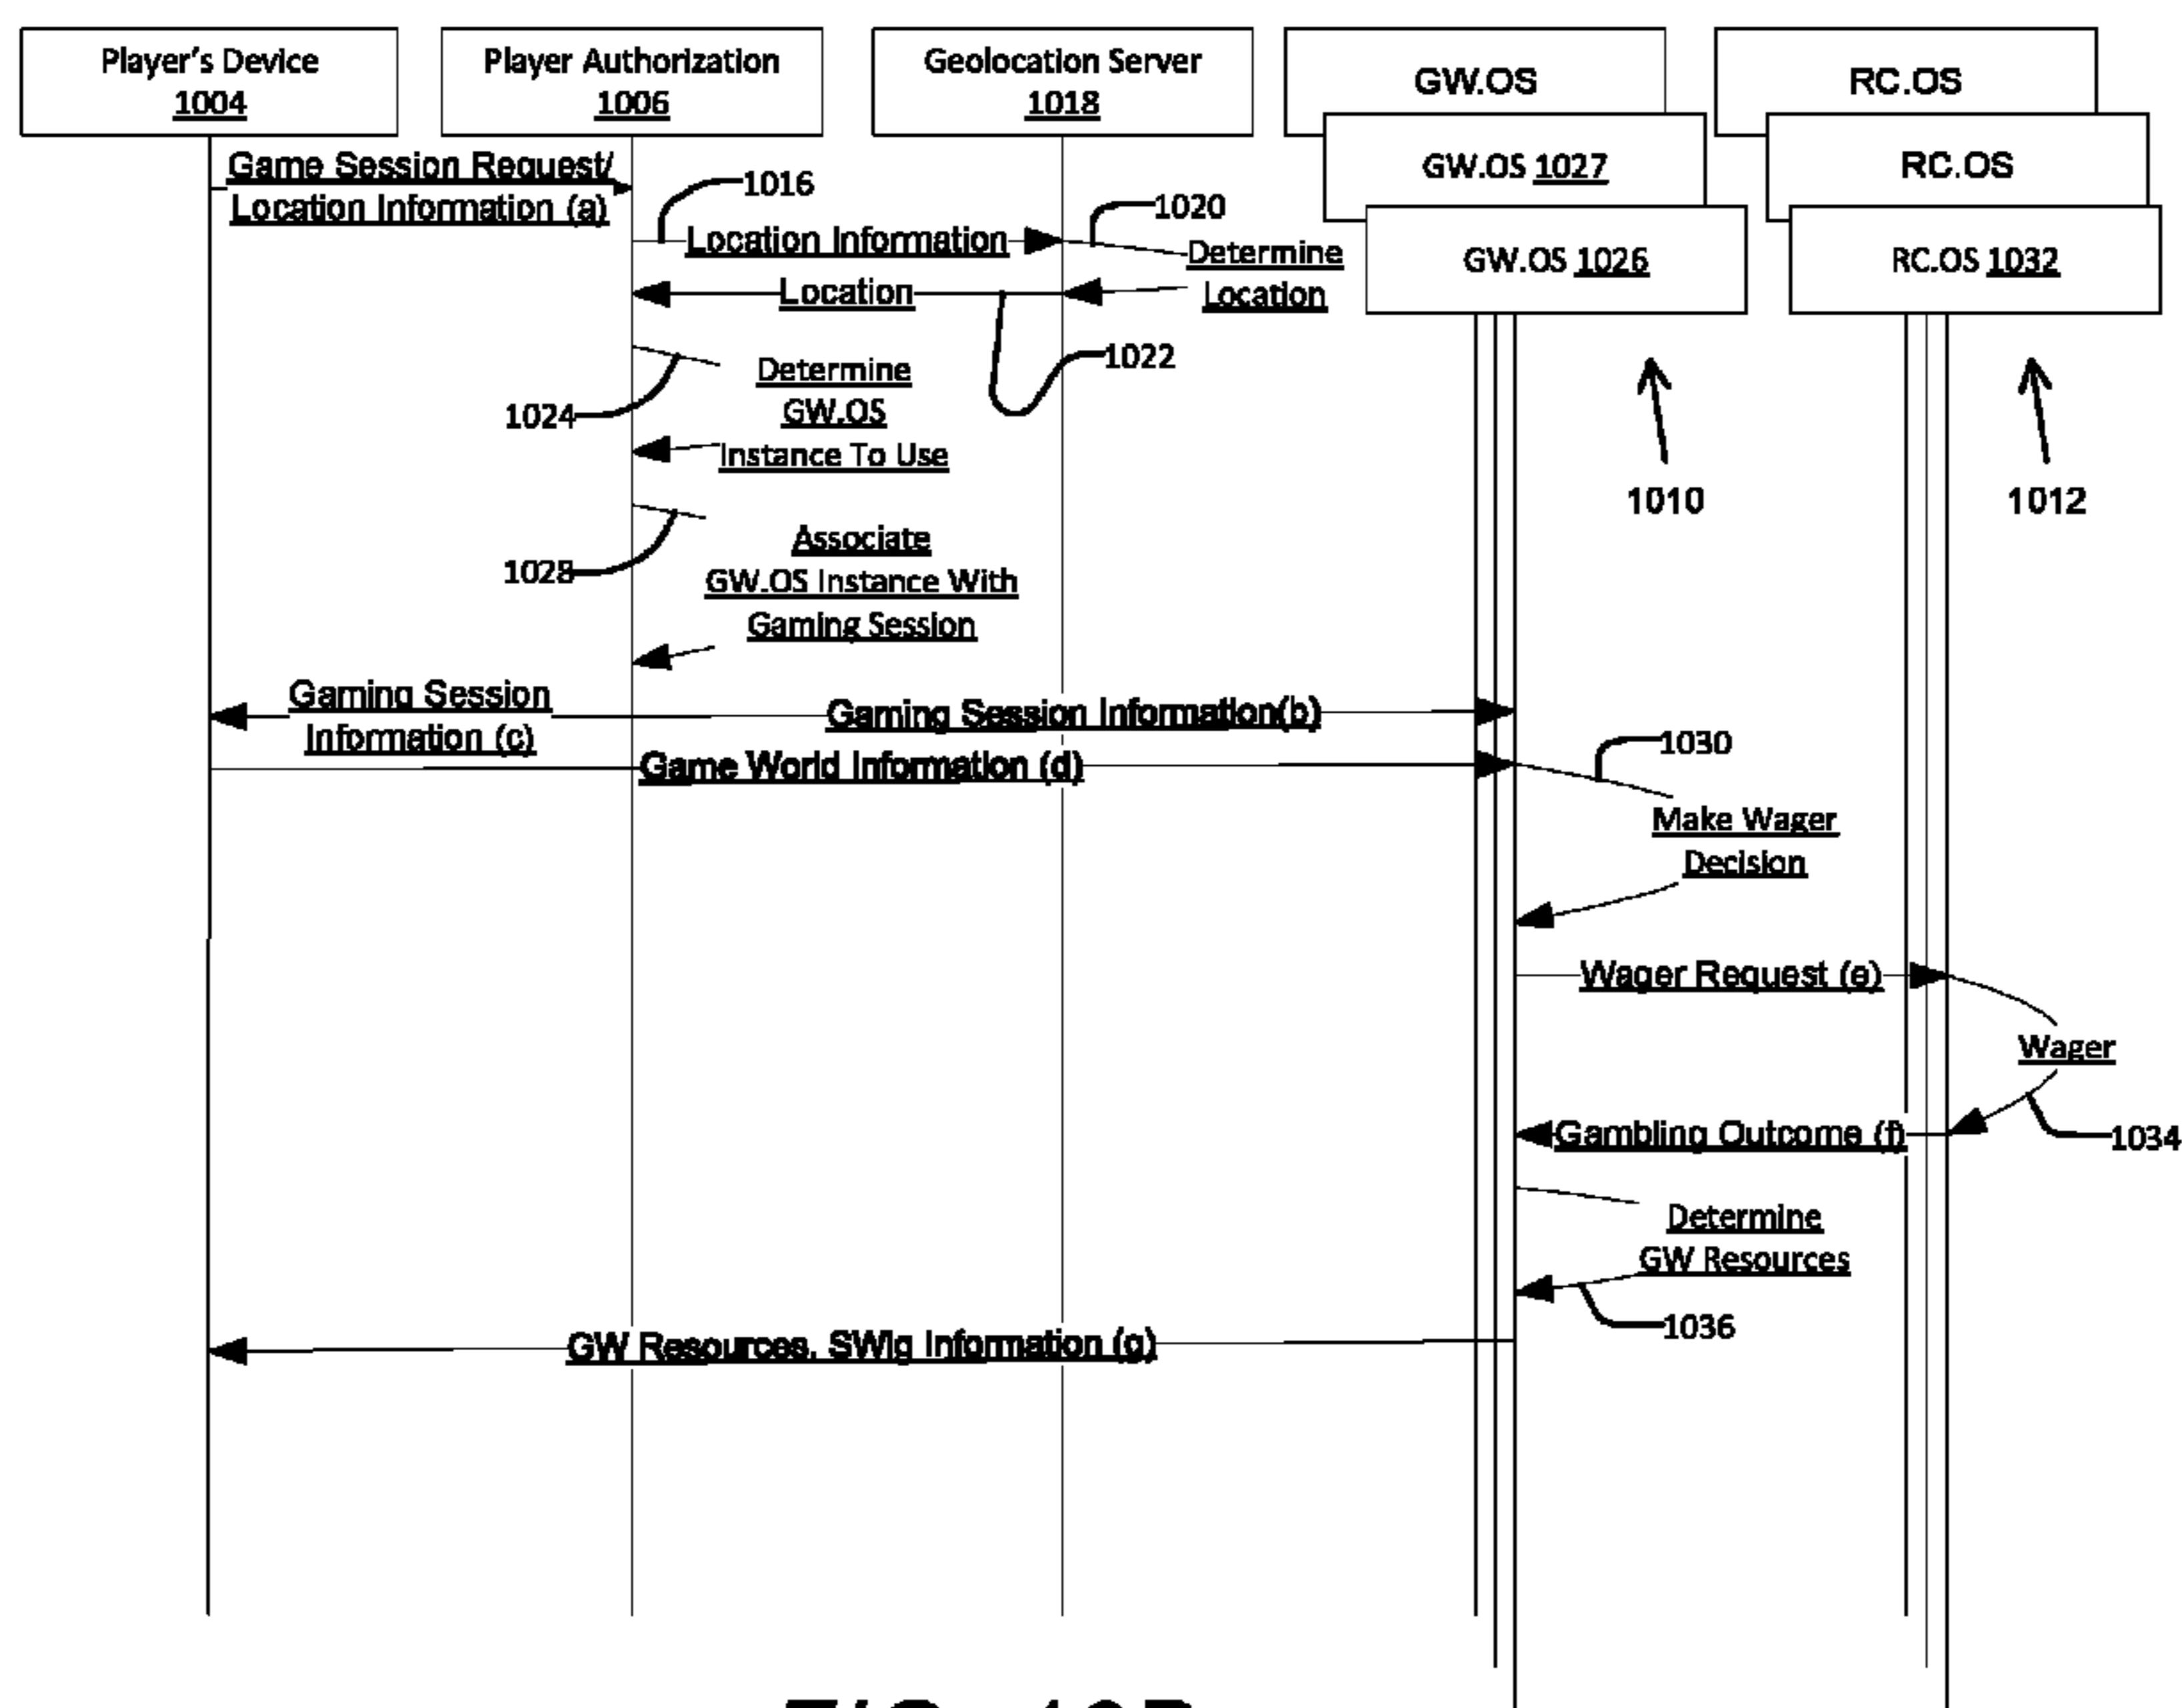 Player's Device
1004
Player Authorization
1006
Geolocation Server
1018
GW.OS
RC.OS
GW.OS 1027
RC.OS
GW.OS 1026
RC.OS 1032
Game Session Request/
Location Information (a)
1016
1020
Location Information
Determine
Location
Location
1022
Determine
GW.OS
Instance To Use
1024
1010
1012
Associate
GW.OS Instance With
Gaming Session
1028
Gaming Session
Information (c)
Gaming Session Information(b)
Game World Information (d)
1030
Make Wager
Decision
Wager Request (e)
Wager
Gambling Outcome (f)
1034
Determine
GW Resources
1036
GW Resources, SWig Information (g)